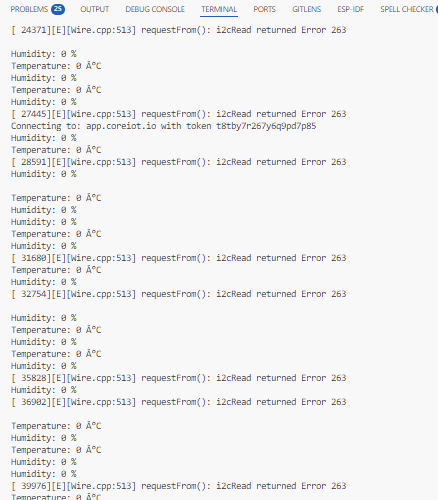 PROBLEMS 25 OUTPUT DEBUG CONSOLE TERMINAL PORTS GITLENS ESP-IDF SPELL CHECKER
[ 24371][E][Wire.cpp:513] requestFrom(): i2cRead returned Error 263
Humidity: 0 %
Temperature: 0 Â°C
Humidity: 0 %
Temperature: 0 Â°C
Humidity: 0 %
[ 27445][E][Wire.cpp:513] requestFrom(): i2cRead returned Error 263
Connecting to: app.coreiot.io with token t8tby7r267y6q9pd7p85
Humidity: 0 %
Temperature: 0 Â°C
[ 28591][E][Wire.cpp:513] requestFrom(): i2cRead returned Error 263
Humidity: 0 %
Temperature: 0 Â°C
Humidity: 0 %
Humidity: 0 %
Temperature: 0 Â°C
Humidity: 0 %
[ 31680][E][Wire.cpp:513] requestFrom(): i2cRead returned Error 263
Temperature: 0 Â°C
Humidity: 0 %
[ 32754][E][Wire.cpp:513] requestFrom(): i2cRead returned Error 263
Humidity: 0 %
Temperature: 0 Â°C
Humidity: 0 %
Temperature: 0 Â°C
Humidity: 0 %
[ 35828][E][Wire.cpp:513] requestFrom(): i2cRead returned Error 263
Humidity: 0 %
[ 36902][E][Wire.cpp:513] requestFrom(): i2cRead returned Error 263
Temperature: 0 Â°C
Humidity: 0 %
Temperature: 0 Â°C
Humidity: 0 %
Humidity: 0 %
[ 39976][E][Wire.cpp:513] requestFrom(): i2cRead returned Error 263
Temperature: 0 Â°C